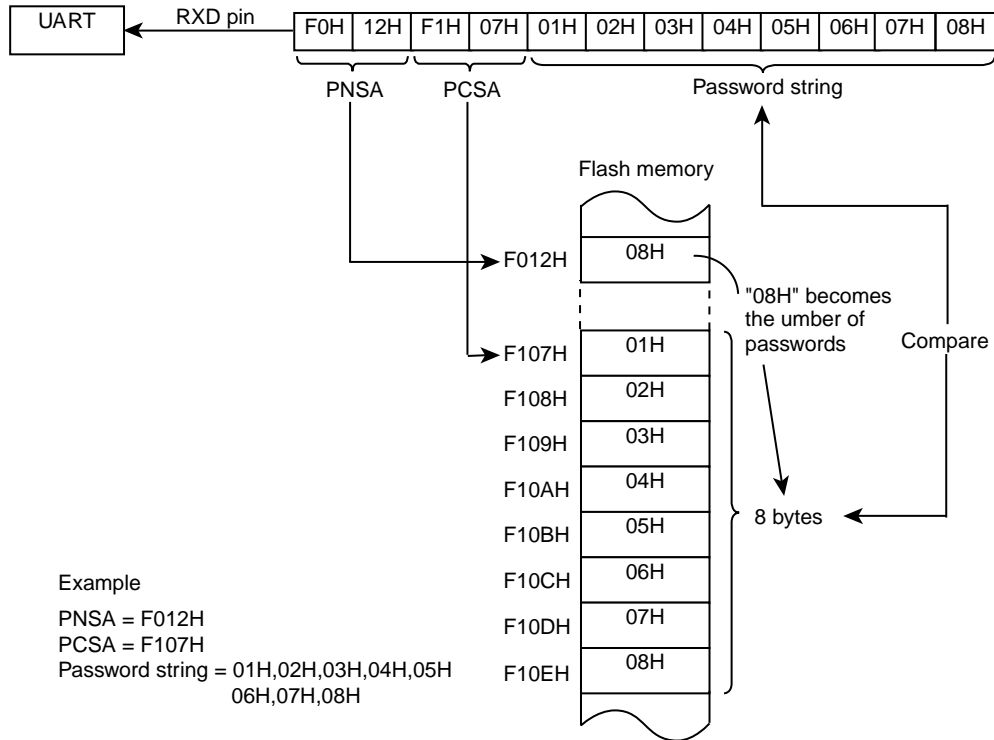 UART
RXD pin
F0H 12H F1H 07H 01H 02H 03H 04H 05H 06H 07H 08H
PNSA
PCSA
Password string
Flash memory
F012H
08H
"08H" becomes
the umber of
passwords
Compare
F107H
01H
F108H
02H
F109H
03H
F10AH
04H
F10BH
05H
8 bytes
F10CH
06H
F10DH
07H
F10EH
08H
Example
PNSA = F012H
PCSA = F107H
Password string = 01H,02H,03H,04H,05H
06H,07H,08H